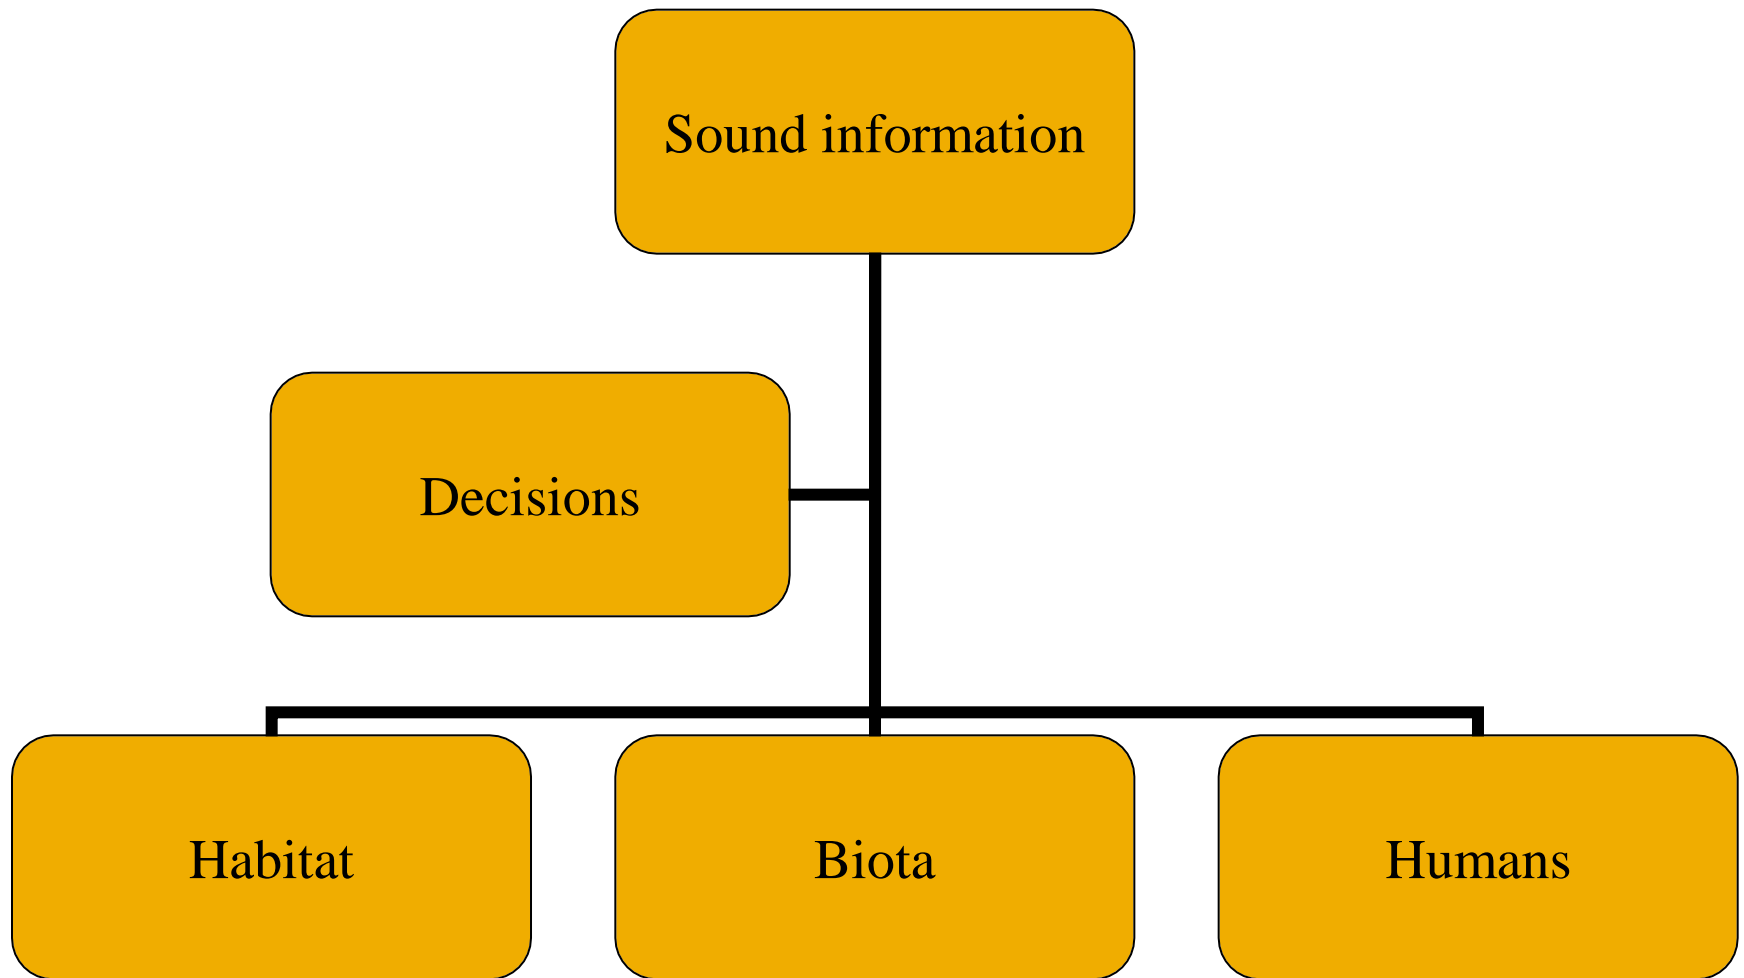 Sound information
Decisions
Habitat
Biota
Humans